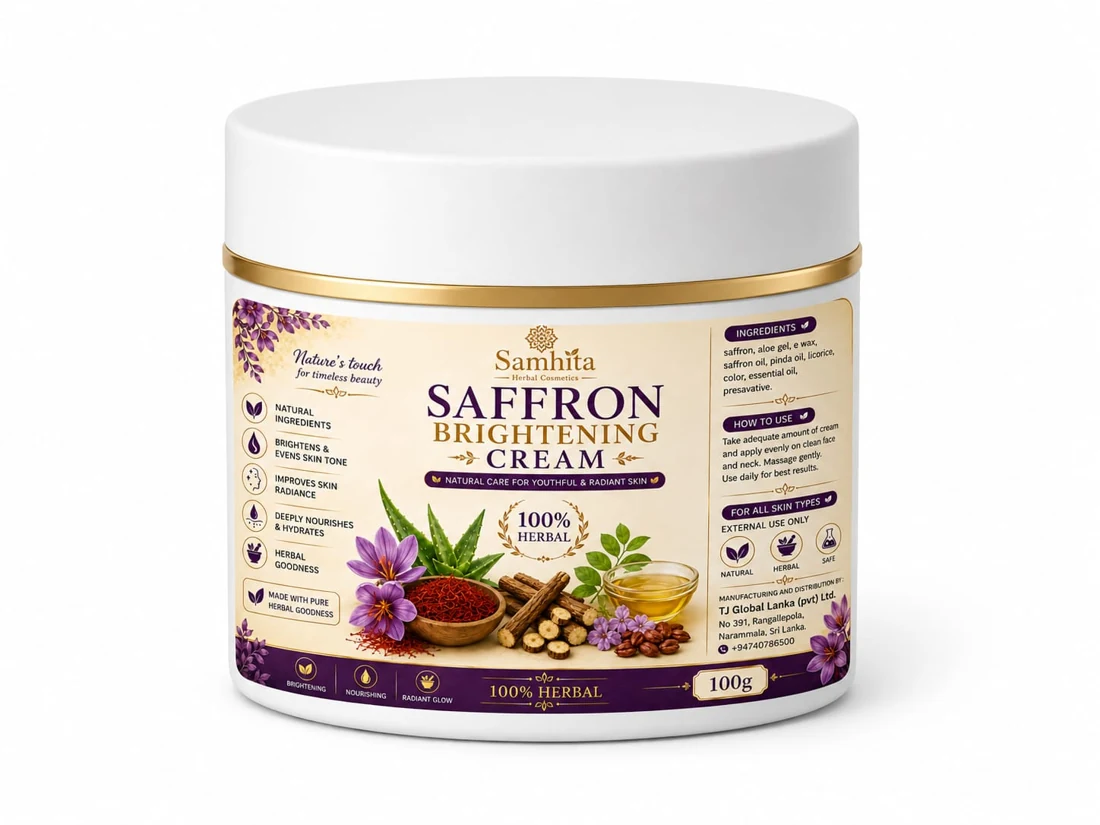 Nature's touch
for timeless beauty
NATURAL
INGREDIENTS
BRIGHTENS &
EVENS SKIN TONE
IMPROVES SKIN
RADIANCE
DEEPLY NOURISHES
& HYDRATES
HERBAL
GOODNESS
MADE WITH PURE
HERBAL GOODNESS
Samhita
Herbal Cosmetics
SAFFRON
BRIGHTENING
CREAM
NATURAL CARE FOR YOUTHFUL & RADIANT SKIN
100%
HERBAL
INGREDIENTS
saffron, aloe gel, e wax,
saffron oil, pinda oil, licorice,
color, essential oil,
presavative.
HOW TO USE
Take adequate amount of cream
and apply evenly on clean face
and neck. Massage gently.
Use daily for best results.
FOR ALL SKIN TYPES
EXTERNAL USE ONLY
NATURAL
HERBAL
SAFE
MANUFACTURING AND DISTRIBUTION BY :
TJ Global Lanka (pvt) Ltd.
No 391, Rangallepola,
Narammala, Sri Lanka.
+94740786500
BRIGHTENING
NOURISHING
RADIANT GLOW
100% HERBAL
100g